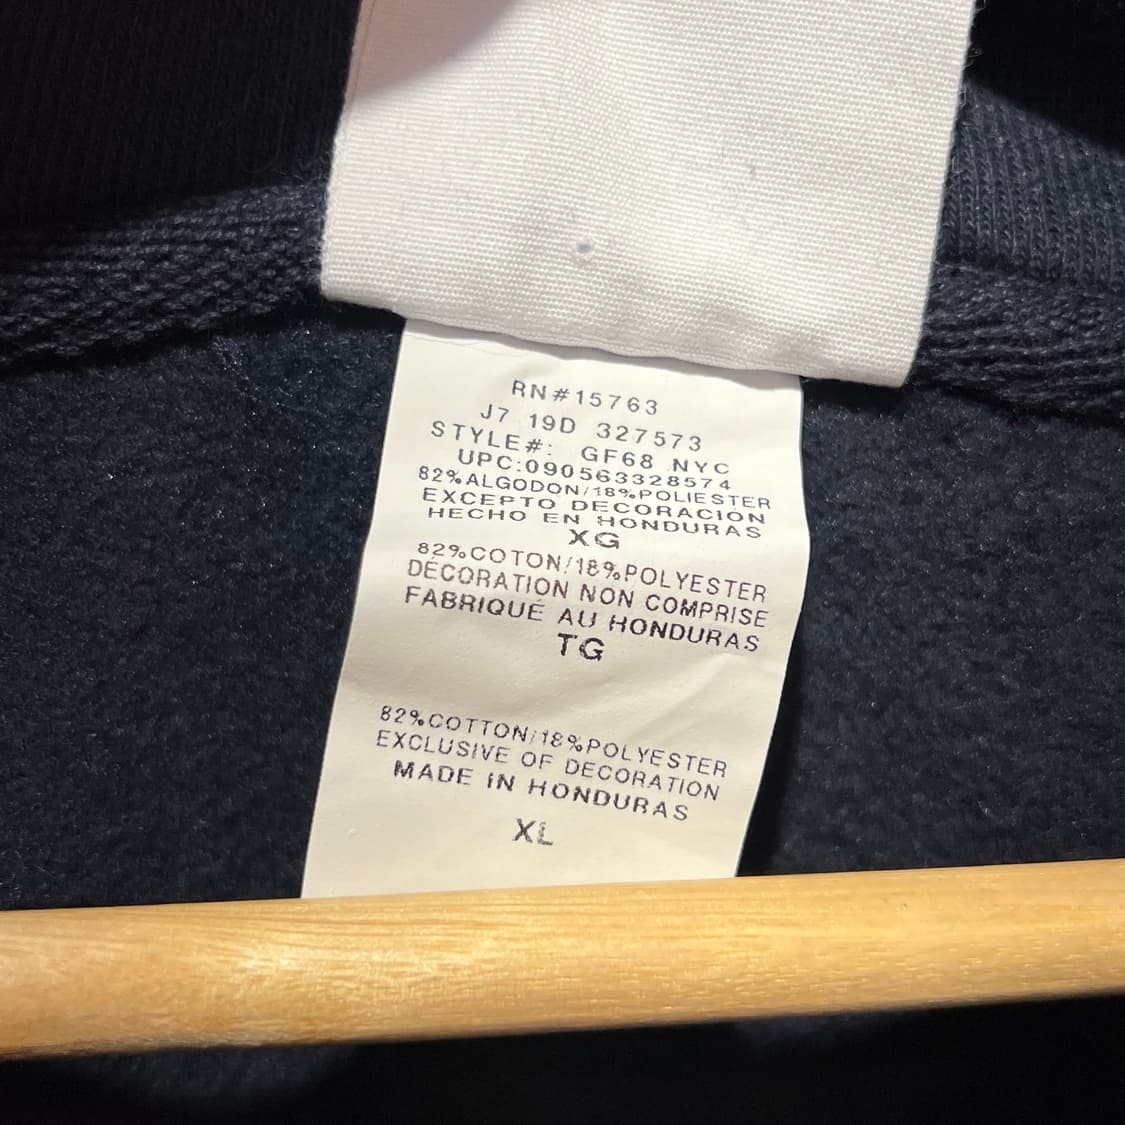 RN#15763
J7 19D 327573
STYLE#: GF68 NYC
UPC:090563328574
82%ALGODON/18%POLIESTER
EXCEPTO DECORACION
HECHO EN HONDURAS
XG
82%COTON/18%POLYESTER
DÉCORATION NON COMPRISE
FABRIQUÉ AU HONDURAS
TG
82%COTTON/18%POLYESTER
EXCLUSIVE OF DECORATION
MADE IN HONDURAS
XL